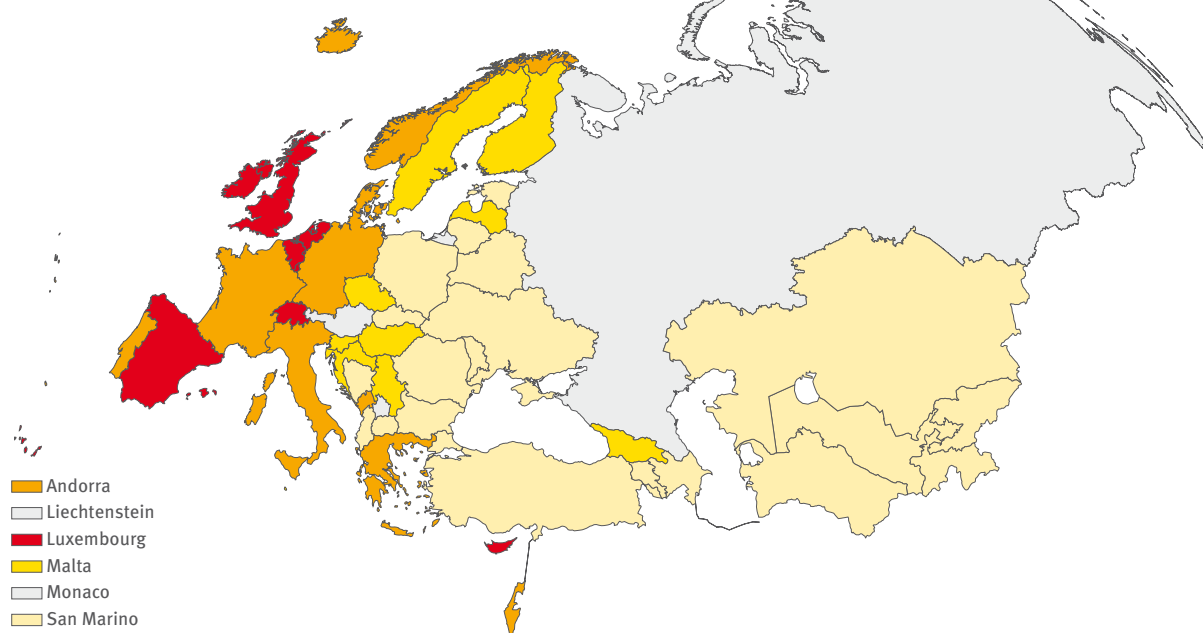 Andorra
Liechtenstein
Luxembourg
Malta
Monaco
San Marino